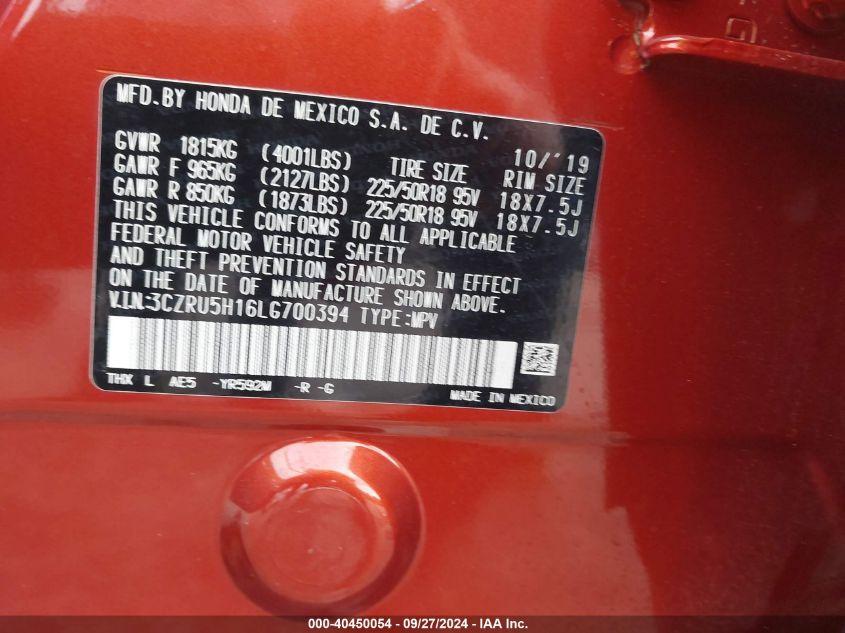 MFD. BY HONDA DE MEXICO S.A. DE C.V.
10/'19
GVWR 1815KG (4001LBS) TIRE SIZE RIM SIZE
GAWR F 965KG (2127LBS) 225/50R18 95V 18X7.5J
GAWR R 850KG (1873LBS) 225/50R18 95V 18X7.5J
THIS VEHICLE CONFORMS TO ALL APPLICABLE
FEDERAL MOTOR VEHICLE SAFETY
AND THEFT PREVENTION STANDARDS IN EFFECT
ON THE DATE OF MANUFACTURE SHOWN ABOVE.
V.I.N.:3CZRU5H16LG700394 TYPE:MPV
THX L AE5 -YR592M -R -G
MADE IN MEXICO
000-40450054 / 09/27/2024 / IAA Inc.